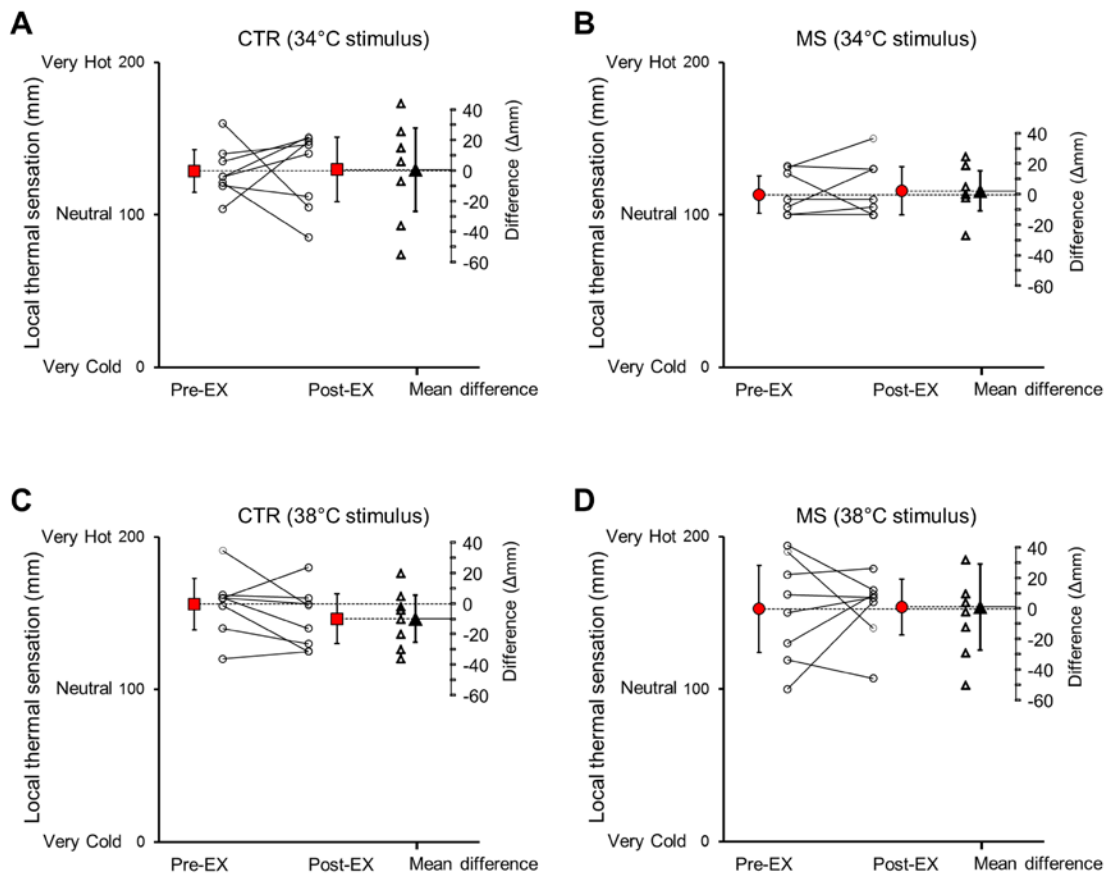 A
CTR (34°C stimulus)
Very Hot 200
Neutral 100
Very Cold 0
Local thermal sensation (mm)
40
20
0
-20
-40
-60
Difference (Δmm)
Pre-EX Post-EX Mean difference
B
MS (34°C stimulus)
Very Hot 200
Neutral 100
Very Cold 0
Local thermal sensation (mm)
40
20
0
-20
-40
-60
Difference (Δmm)
Pre-EX Post-EX Mean difference
C
CTR (38°C stimulus)
Very Hot 200
Neutral 100
Very Cold 0
Local thermal sensation (mm)
40
20
0
-20
-40
-60
Difference (Δmm)
Pre-EX Post-EX Mean difference
D
MS (38°C stimulus)
Very Hot 200
Neutral 100
Very Cold 0
Local thermal sensation (mm)
40
20
0
-20
-40
-60
Difference (Δmm)
Pre-EX Post-EX Mean difference